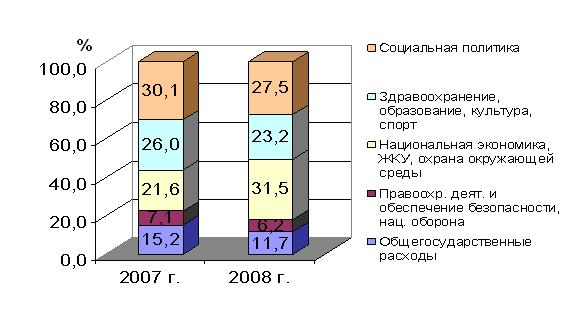 %
100,0
80,0
60,0
40,0
20,0
0,0
30,1
26,0
21,6
7,1
15,2
27,5
23,2
31,5
6,2
11,7
2007 г.
2008 г.
Социальная политика
Здравоохранение,
образование, культура,
спорт
Национальная экономика,
ЖКУ, охрана окружающей
среды
Правоохр. деят. и
обеспечение безопасности,
нац. оборона
Общегосударственные
расходы